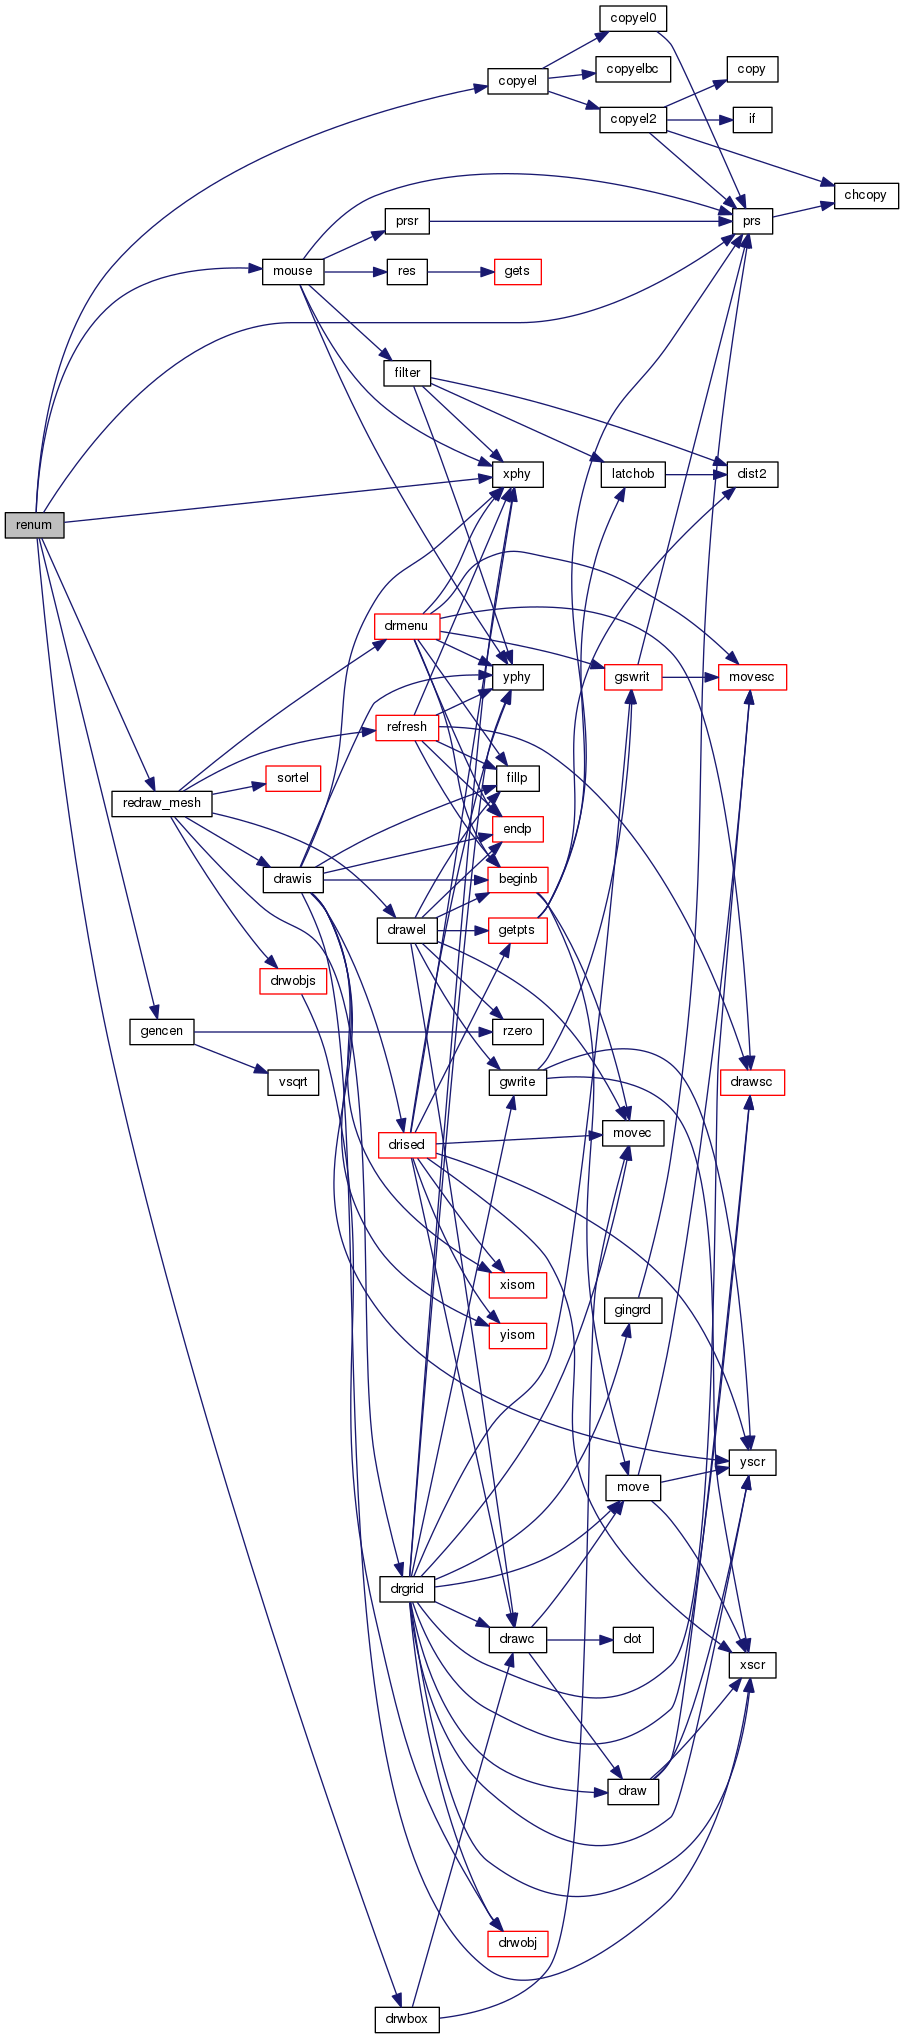 copyel0
copyelbc
copy
copyel
copyel2
if
chcopy
prsr
prs
mouse
res
gets
filter
xphy
latchob
dist2
renum
drmenu
yphy
gswrit
movesc
refresh
sortel
fillp
redraw_mesh
endp
drawis
beginb
drawel
getpts
drwobjs
gencen
rzero
vsqrt
gwrite
drawsc
drised
movec
xisom
gingrd
yisom
yscr
move
drgrid
drawc
dot
xscr
draw
drwobj
drwbox